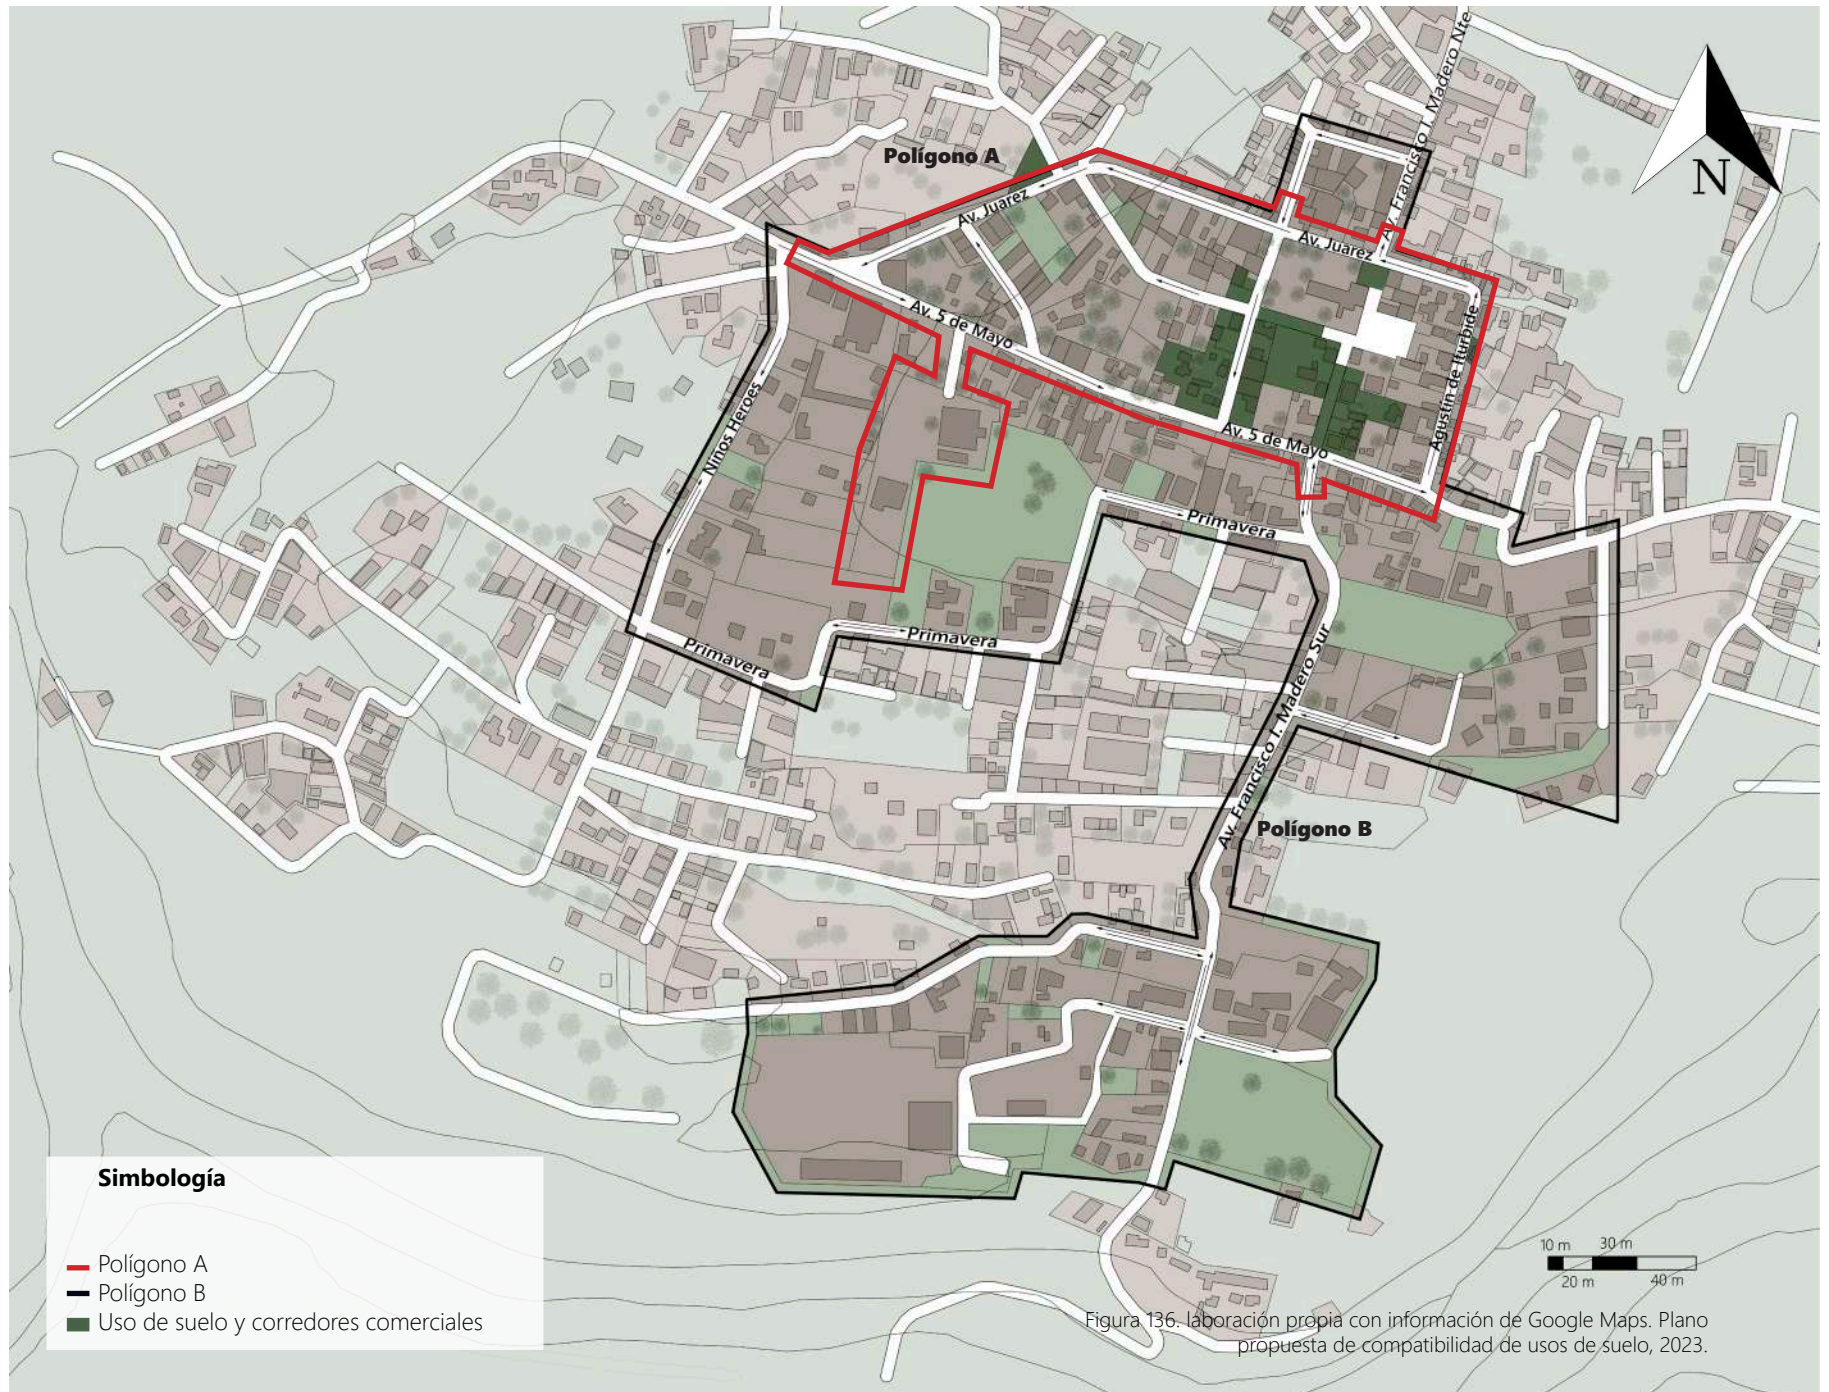 Av. Francisco I. Madero Nte
N
Polígono A
Av. Juarez
Av. Juarez
Av. 5 de Mayo
Agustín de Iturbide
Niños Heroes
Av. 5 de Mayo
Primavera
Primavera
Primavera
Av. Francisco I. Madero Sur
Polígono B
Simbología
Polígono A
Polígono B
Uso de suelo y corredores comerciales
10 m 30 m
20 m 40 m
Figura 136. laboración propia con información de Google Maps. Plano
propuesta de compatibilidad de usos de suelo, 2023.